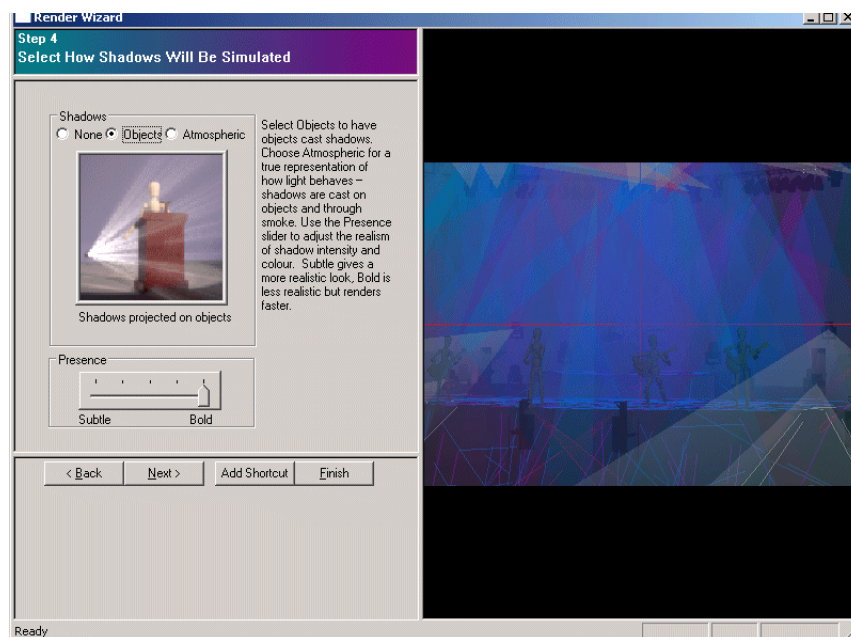 Render Wizard
Step 4
Select How Shadows Will Be Simulated
Shadows
None Objects Atmospheric
Shadows projected on objects
Select Objects to have
objects cast shadows.
Choose Atmospheric for a
true representation of
how light behaves –
shadows are cast on
objects and through
smoke. Use the Presence
slider to adjust the realism
of shadow intensity and
colour. Subtle gives a
more realistic look, Bold is
less realistic but renders
faster.
Presence
Subtle Bold
< Back Next > Add Shortcut Finish
Ready